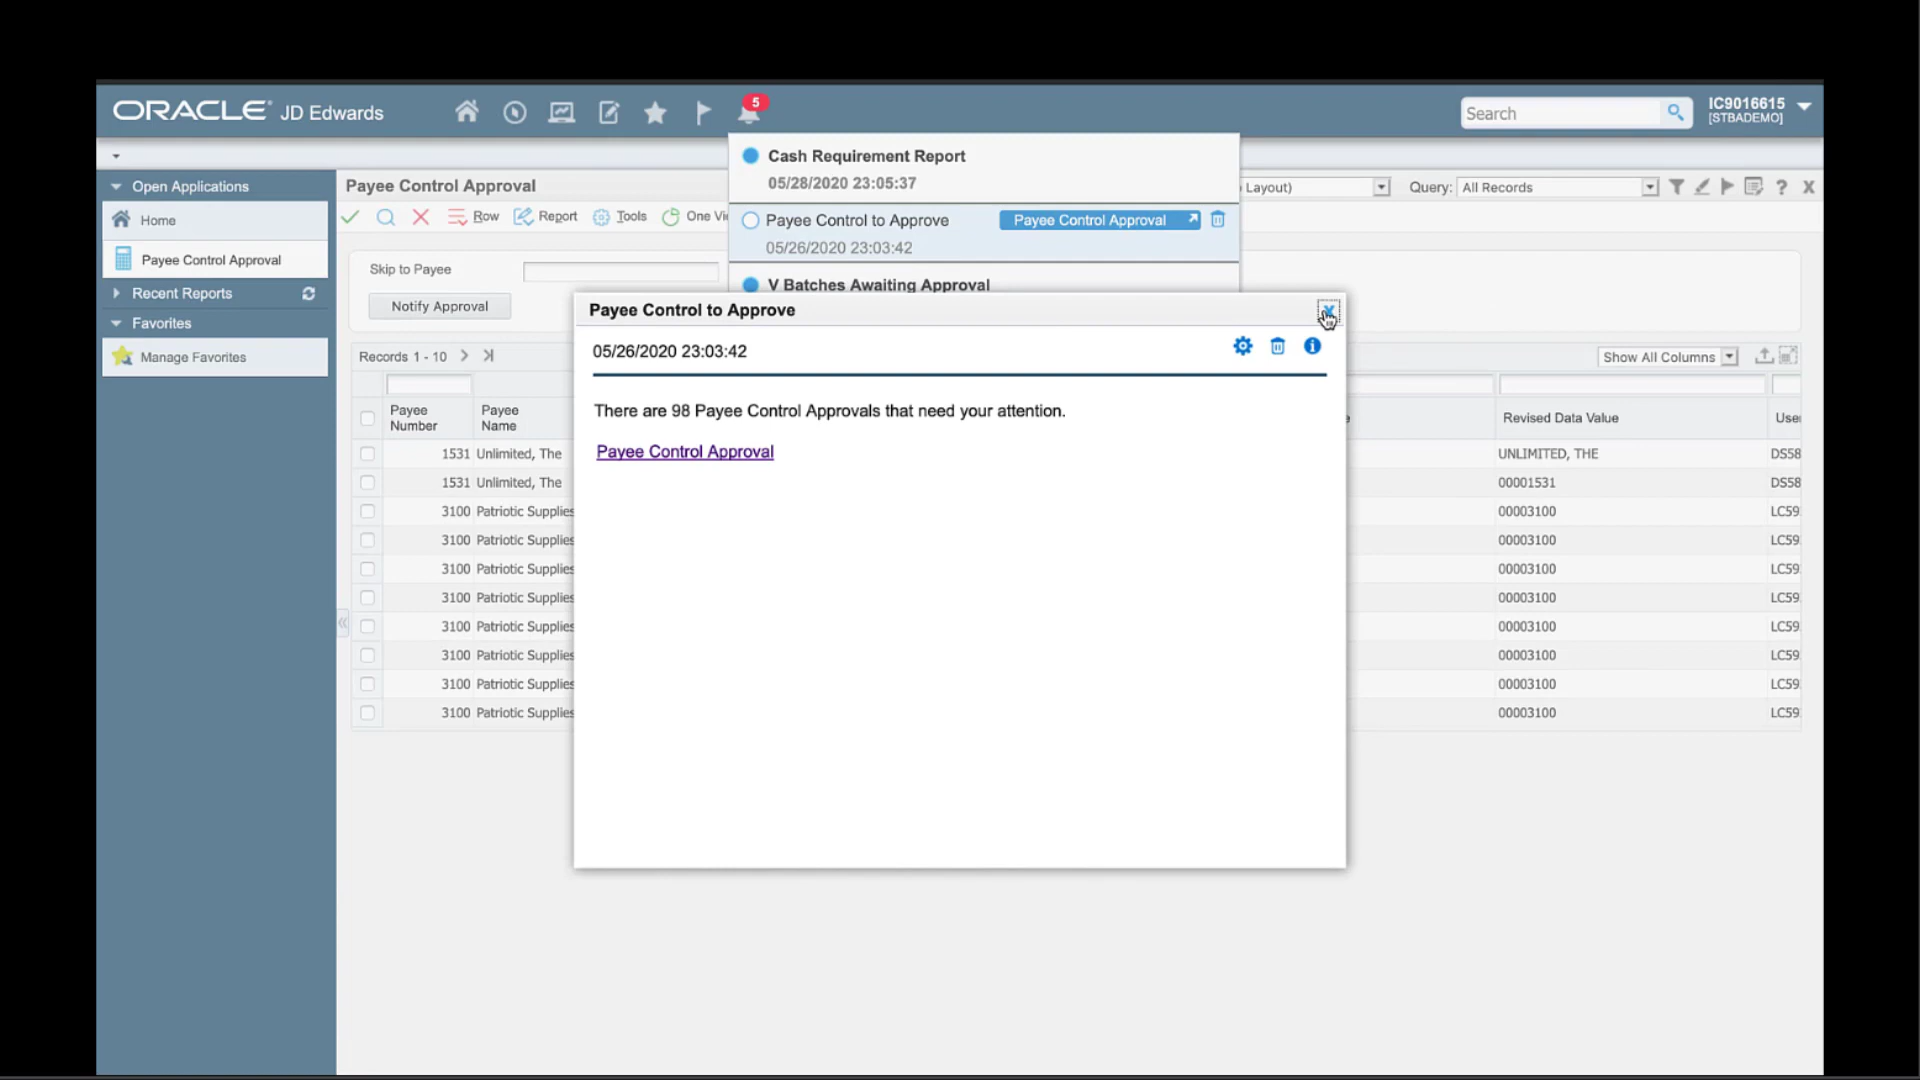 ORACLE JD Edwards
5
Search
IC9016615
[STBADEMO]
Cash Requirement Report
05/28/2020 23:05:37
Payee Control to Approve
Payee Control Approval
05/26/2020 23:03:42
V Batches Awaiting Approval
Open Applications
Home
Payee Control Approval
Recent Reports
Favorites
Manage Favorites
Payee Control Approval
Layout)
Query: All Records
Row Report Tools One Vi
Skip to Payee
Notify Approval
Records 1 - 10
Show All Columns
Payee Control to Approve
05/26/2020 23:03:42
There are 98 Payee Control Approvals that need your attention.
Payee Control Approval
Payee Number Payee Name Revised Data Value User
1531 Unlimited, The UNLIMITED, THE DS58
1531 Unlimited, The 00001531 DS58
3100 Patriotic Supplies 00003100 LC59
3100 Patriotic Supplies 00003100 LC59
3100 Patriotic Supplies 00003100 LC59
3100 Patriotic Supplies 00003100 LC59
3100 Patriotic Supplies 00003100 LC59
3100 Patriotic Supplies 00003100 LC59
3100 Patriotic Supplies 00003100 LC59
3100 Patriotic Supplies 00003100 LC59